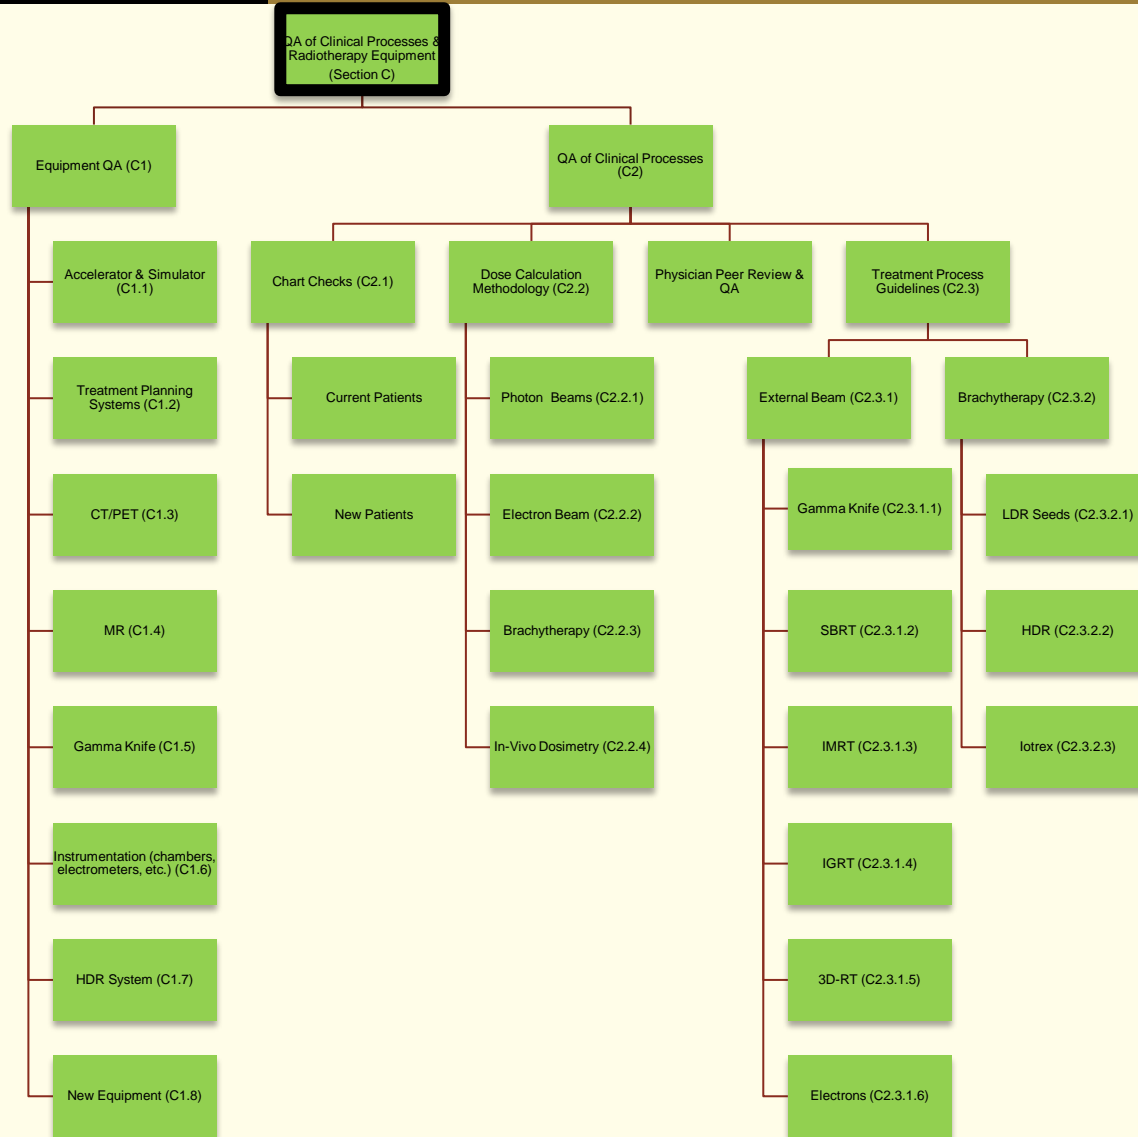 QA of Clinical Processes &
Radiotherapy Equipment
(Section C)
Equipment QA (C1)
QA of Clinical Processes
(C2)
Accelerator & Simulator
(C1.1)
Chart Checks (C2.1)
Dose Calculation
Methodology (C2.2)
Physician Peer Review &
QA
Treatment Process
Guidelines (C2.3)
Treatment Planning
Systems (C1.2)
Current Patients
Photon  Beams (C2.2.1)
External Beam (C2.3.1)
Brachytherapy (C2.3.2)
CT/PET (C1.3)
New Patients
Electron Beam (C2.2.2)
Gamma Knife (C2.3.1.1)
LDR Seeds (C2.3.2.1)
MR (C1.4)
Brachytherapy (C2.2.3)
SBRT (C2.3.1.2)
HDR (C2.3.2.2)
Gamma Knife (C1.5)
In-Vivo Dosimetry (C2.2.4)
IMRT (C2.3.1.3)
Iotrex (C2.3.2.3)
Instrumentation (chambers,
electrometers, etc.) (C1.6)
IGRT (C2.3.1.4)
HDR System (C1.7)
3D-RT (C2.3.1.5)
New Equipment (C1.8)
Electrons (C2.3.1.6)